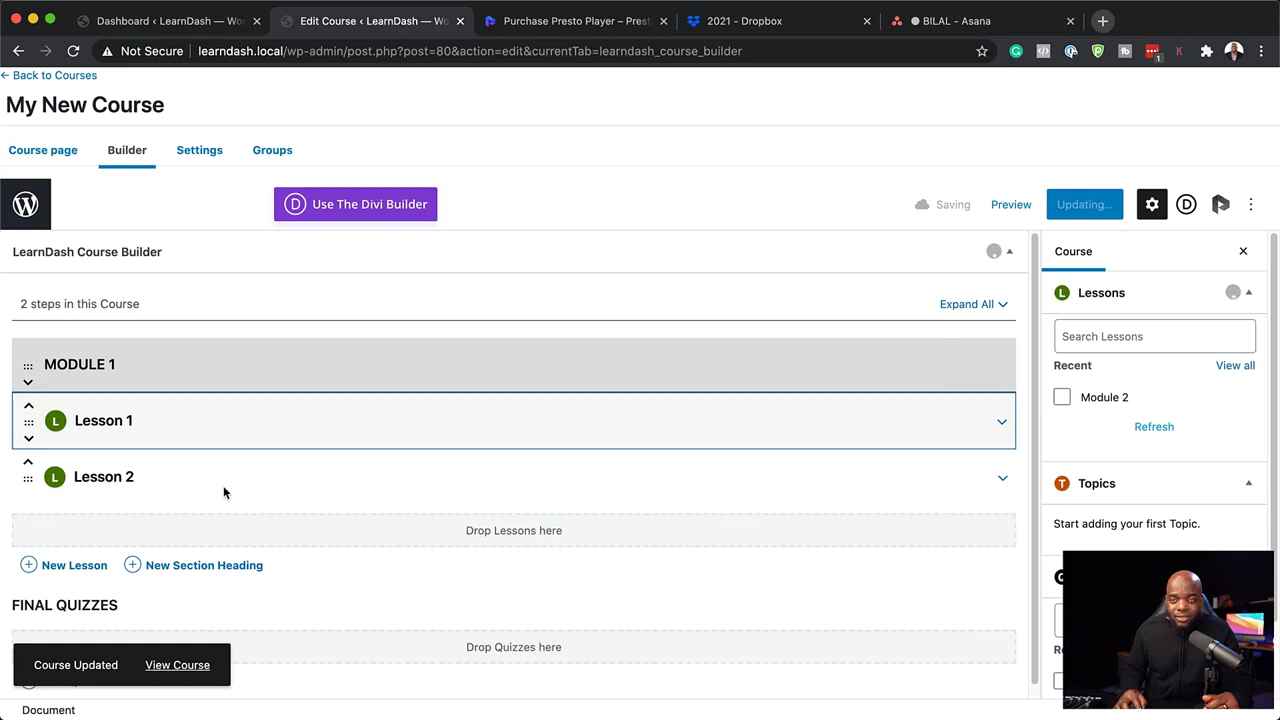 Dashboard ‹ LearnDash — Wo
Edit Course ‹ LearnDash — Wo
Purchase Presto Player – Prest
2021 - Dropbox
BILAL - Asana
Not Secure
learndash.local/wp-admin/post.php?post=80&action=edit&currentTab=learndash_course_builder
K
1
← Back to Courses
My New Course
Course page
Builder
Settings
Groups
D Use The Divi Builder
Saving
Preview
Updating...
D
LearnDash Course Builder
Course
2 steps in this Course
Expand All
L Lessons
Search Lessons
Recent
View all
MODULE 1
Module 2
L Lesson 1
Refresh
L Lesson 2
T Topics
Start adding your first Topic.
Drop Lessons here
New Lesson
New Section Heading
FINAL QUIZZES
Drop Quizzes here
Course Updated
View Course
Document